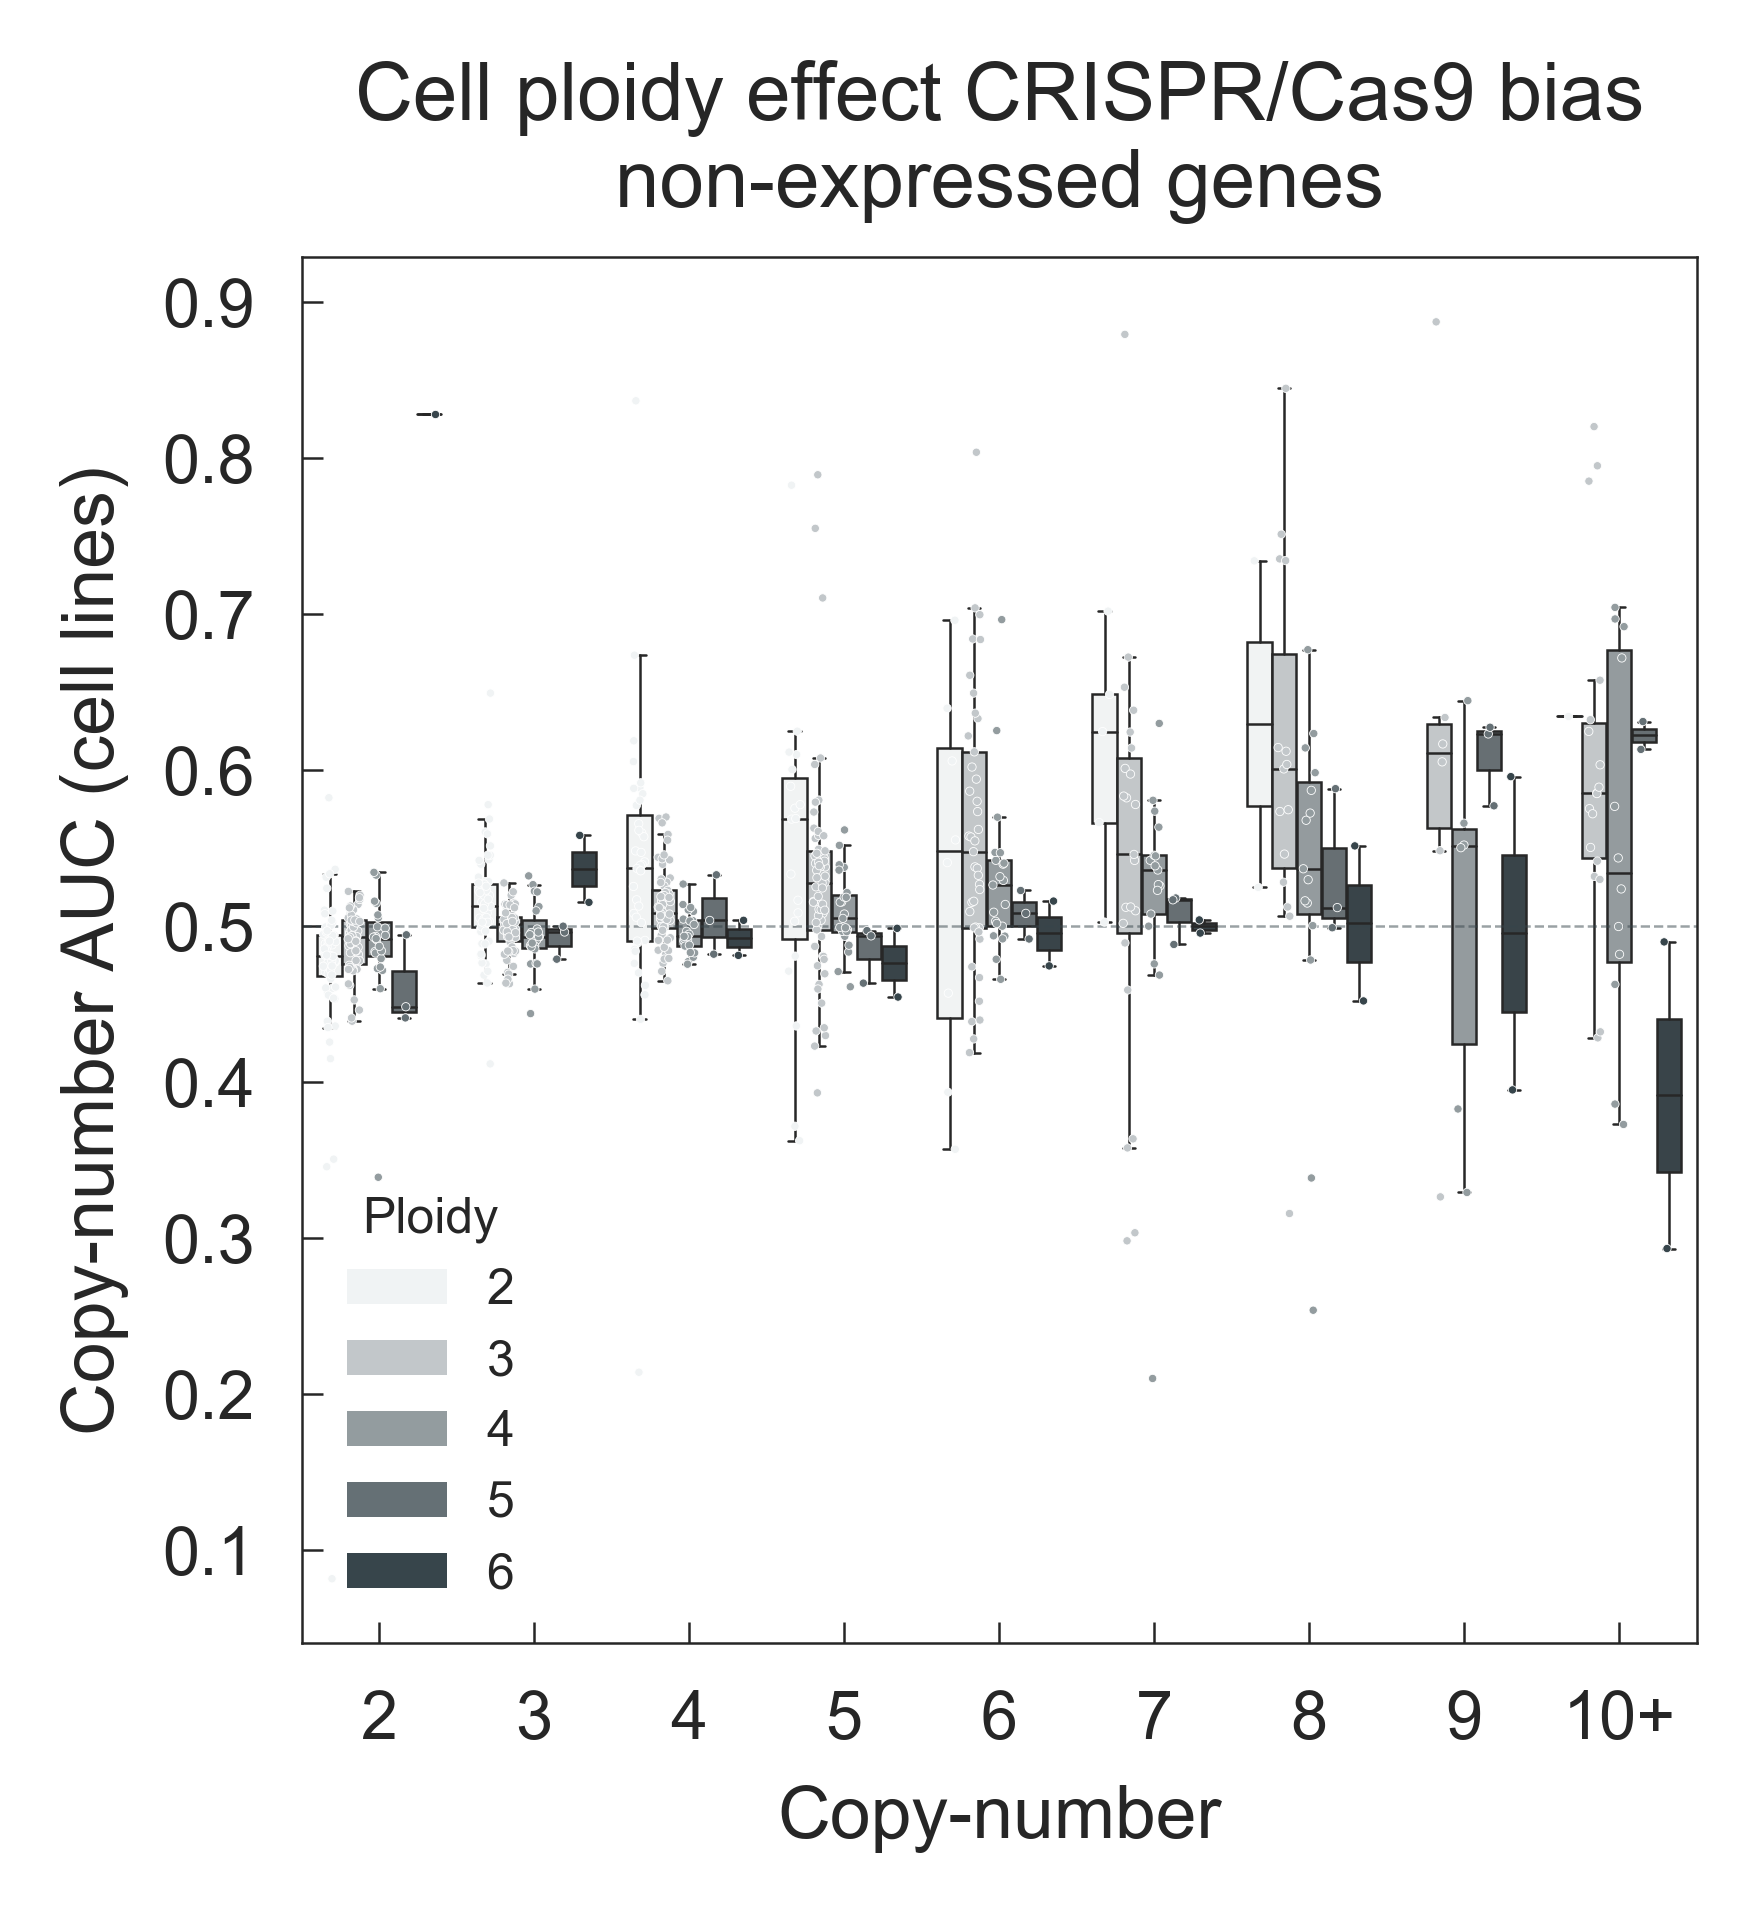 Cell ploidy effect CRISPR/Cas9 bias
non-expressed genes
Copy-number AUC (cell lines)
0.9
0.8
0.7
0.6
0.5
0.4
0.3
0.2
0.1
Ploidy
2
3
4
5
6
2 3 4 5 6 7 8 9 10+
Copy-number